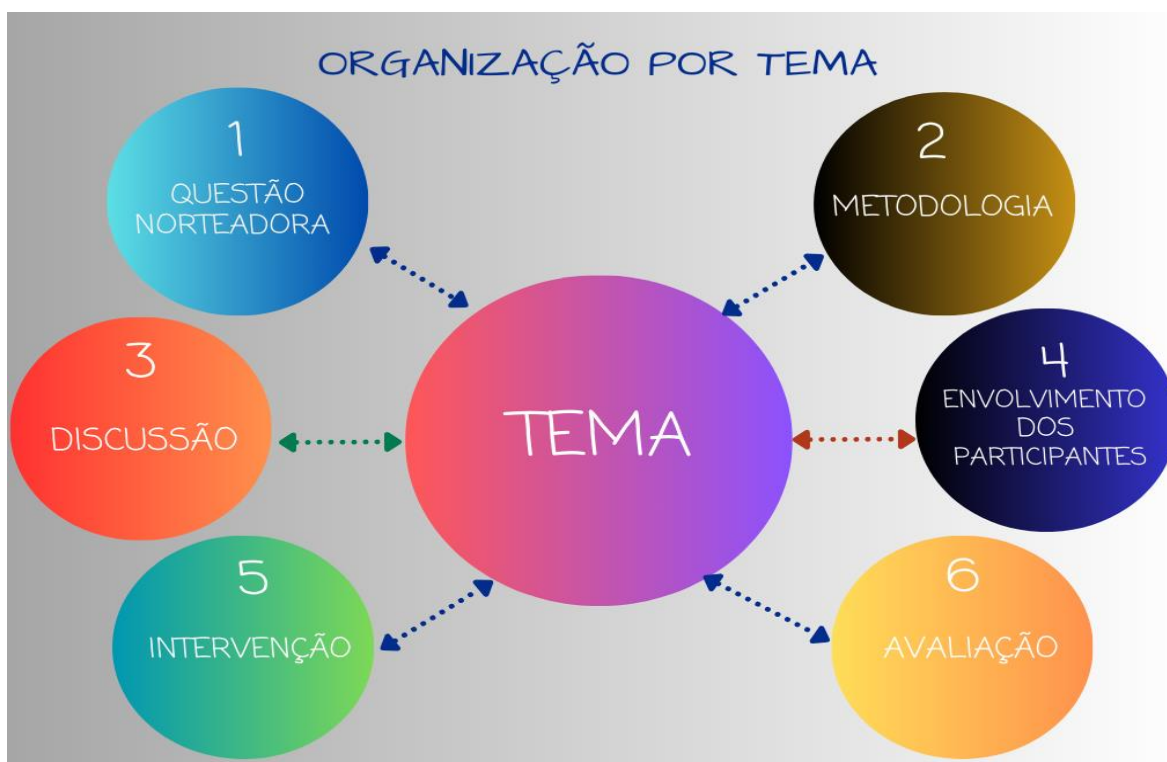 ORGANIZAÇÃO POR TEMA
1
QUESTÃO
NORTEADORA
2
METODOLOGIA
3
DISCUSSÃO
4
ENVOLVIMENTO
DOS
PARTICIPANTES
TEMA
5
INTERVENÇÃO
6
AVALIAÇÃO